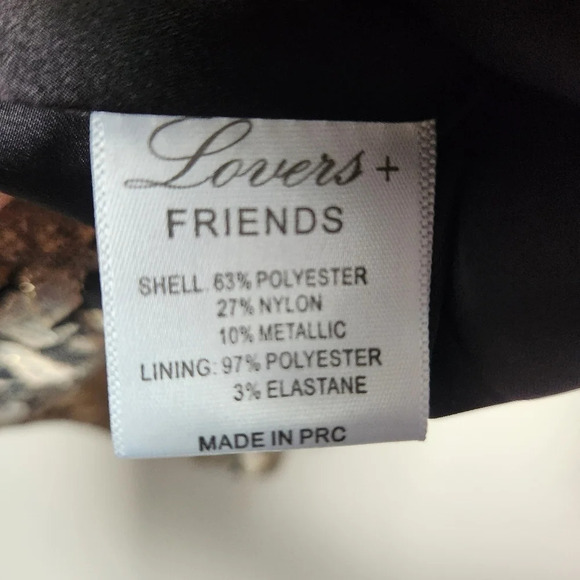 Lovers +
FRIENDS
SHELL: 63% POLYESTER
27% NYLON
10% METALLIC
LINING: 97% POLYESTER
3% ELASTANE
MADE IN PRC